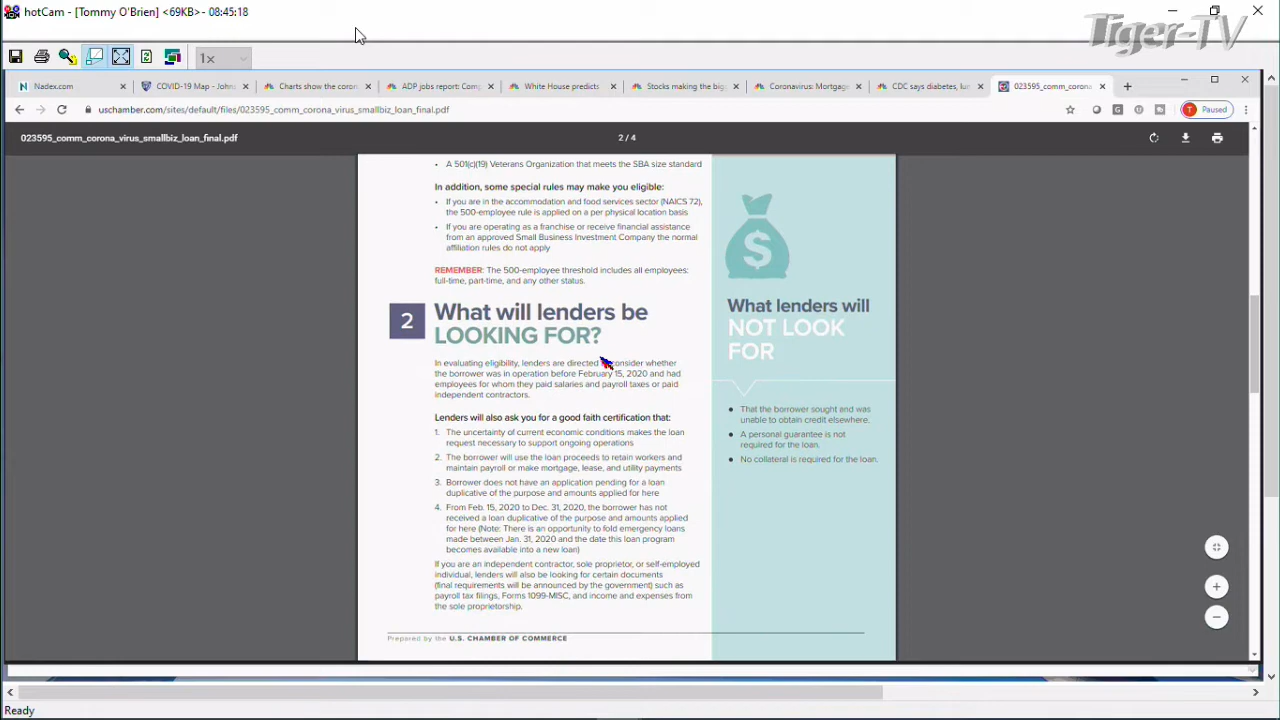 hotCam - [Tommy O'Brien] <69KB> - 08:45:18
Tiger-TV
1x
Nadex.com
COVID-19 Map - Johns
Charts show the coron
ADP jobs report: Com
White House predicts
Stocks making the big
Coronavirus: Mortgag
CDC says diabetes, lun
023595_comm_corona
uschamber.com/sites/default/files/023595_comm_corona_virus_smallbiz_loan_final.pdf
T Paused
023595_comm_corona_virus_smallbiz_loan_final.pdf
2 / 4
• A 501(c)(19) Veterans Organization that meets the SBA size standard
In addition, some special rules may make you eligible:
• If you are in the accommodation and food services sector (NAICS 72),
the 500-employee rule is applied on a per physical location basis
• If you are operating as a franchise or receive financial assistance
from an approved Small Business Investment Company the normal
affiliation rules do not apply
REMEMBER: The 500-employee threshold includes all employees:
full-time, part-time, and any other status.
2
What will lenders be
LOOKING FOR?
In evaluating eligibility, lenders are directed consider whether
the borrower was in operation before February 15, 2020 and had
employees for whom they paid salaries and payroll taxes or paid
independent contractors.
Lenders will also ask you for a good faith certification that:
1. The uncertainty of current economic conditions makes the loan
request necessary to support ongoing operations
2. The borrower will use the loan proceeds to retain workers and
maintain payroll or make mortgage, lease, and utility payments
3. Borrower does not have an application pending for a loan
duplicative of the purpose and amounts applied for here
4. From Feb. 15, 2020 to Dec. 31, 2020, the borrower has not
received a loan duplicative of the purpose and amounts applied
for here (Note: There is an opportunity to fold emergency loans
made between Jan. 31, 2020 and the date this loan program
becomes available into a new loan)
If you are an independent contractor, sole proprietor, or self-employed
individual, lenders will also be looking for certain documents
(final requirements will be announced by the government) such as
payroll tax filings, Forms 1099-MISC, and income and expenses from
the sole proprietorship.
Prepared by the U.S. CHAMBER OF COMMERCE
$
What lenders will
NOT LOOK
FOR
• That the borrower sought and was
unable to obtain credit elsewhere.
• A personal guarantee is not
required for the loan.
• No collateral is required for the loan.
Ready